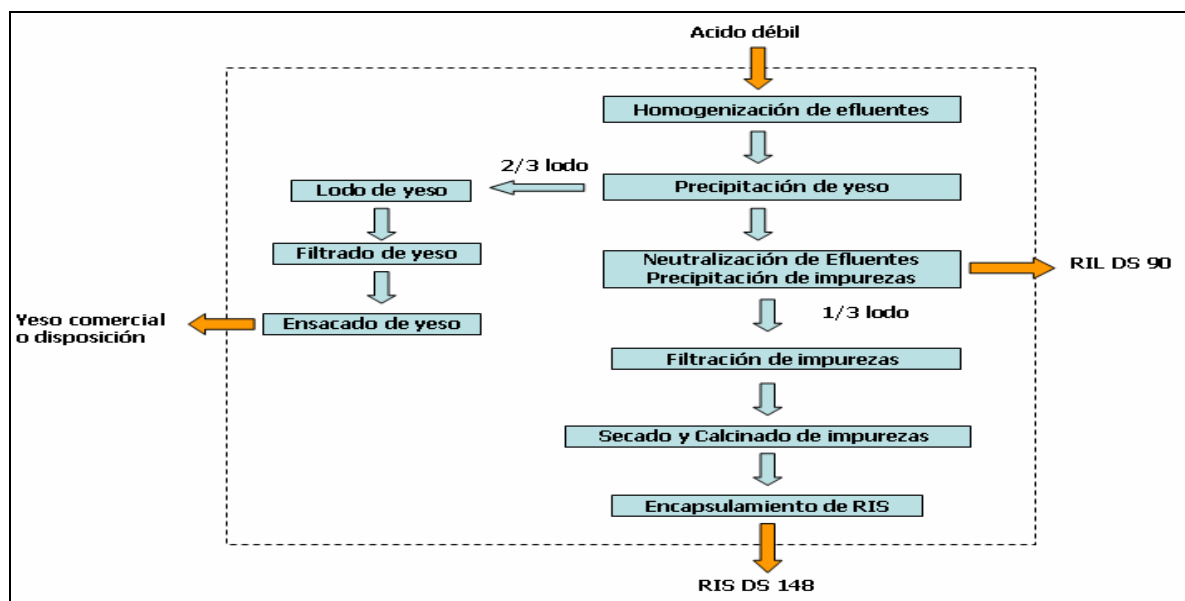 Acido débil
Homogenización de efluentes
2/3 lodo
Precipitación de yeso
Lodo de yeso
Filtrado de yeso
Ensacado de yeso
Yeso comercial
o disposición
Neutralización de Efluentes
Precipitación de impurezas
RIL DS 90
1/3 lodo
Filtración de impurezas
Secado y Calcinado de impurezas
Encapsulamiento de RIS
RIS DS 148